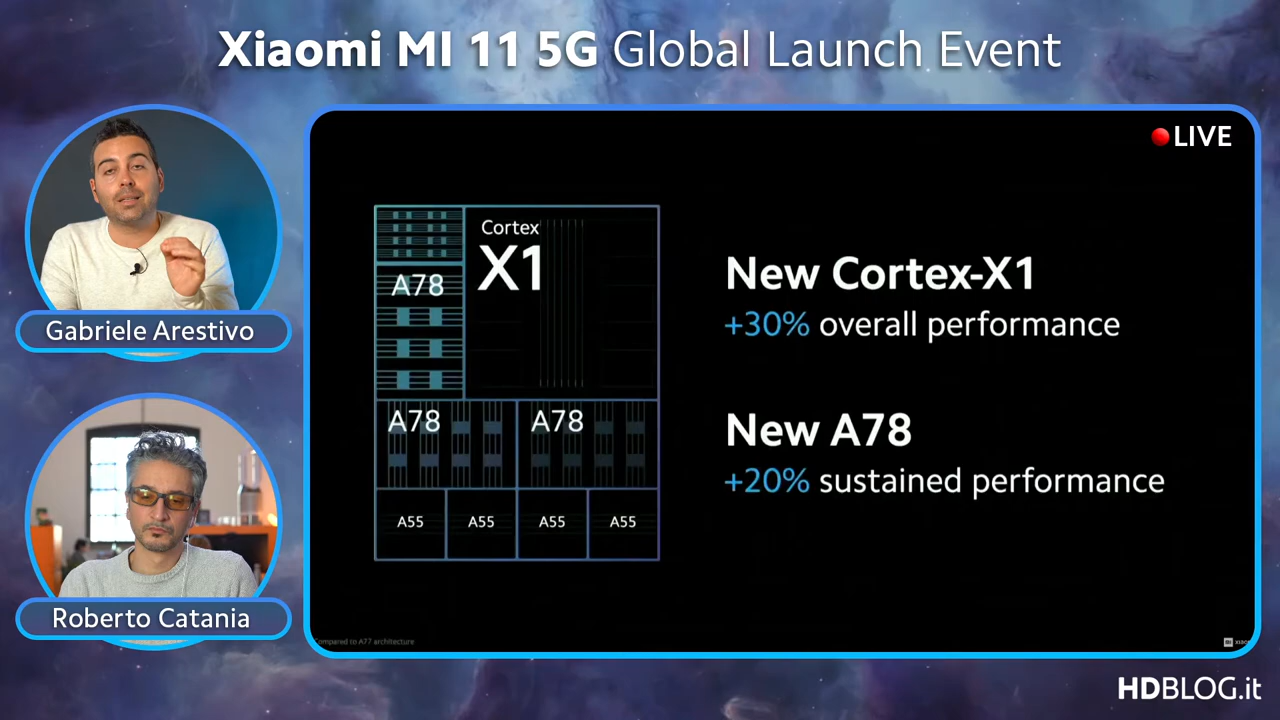 Xiaomi MI 11 5G Global Launch Event
LIVE
Gabriele Arestivo
Roberto Catania
Cortex
X1
A78
A78
A78
A55
A55
A55
A55
New Cortex-X1
+30% overall performance
New A78
+20% sustained performance
Compared to A77 architecture
HDBLOG.it